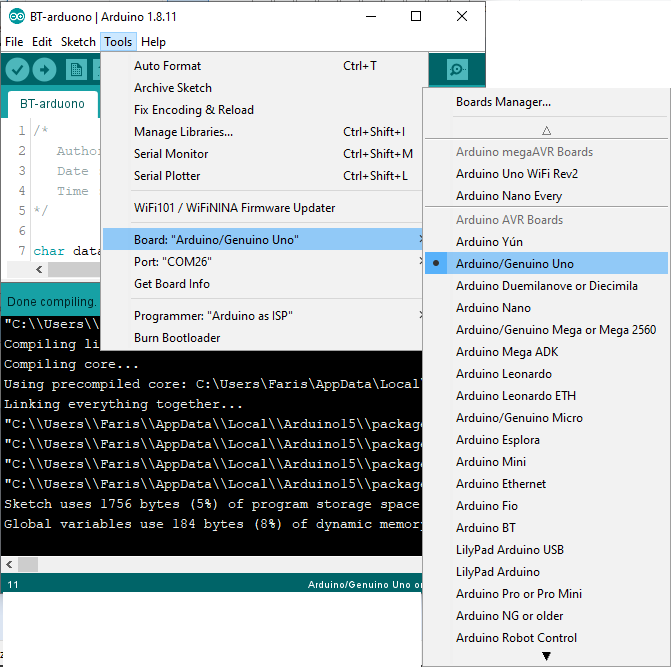 BT-arduono | Arduino 1.8.11
File Edit Sketch Tools Help
BT-arduono
1 /*
2 Autho
3 Date
4 Time
5 */
6
7 char data
Done compiling.
"C:\\Users\\
Compiling li
Compiling core...
Using precompiled core: C:\Users\Faris\AppData\Local\
Linking everything together...
"C:\\Users\\Faris\\AppData\\Local\\Arduino15\\package
"C:\\Users\\Faris\\AppData\\Local\\Arduino15\\package
"C:\\Users\\Faris\\AppData\\Local\\Arduino15\\package
"C:\\Users\\Faris\\AppData\\Local\\Arduino15\\package
Sketch uses 1756 bytes (5%) of program storage space
Global variables use 184 bytes (8%) of dynamic memory
11 Arduino/Genuino Uno on
Auto Format Ctrl+T
Archive Sketch
Fix Encoding & Reload
Manage Libraries... Ctrl+Shift+I
Serial Monitor Ctrl+Shift+M
Serial Plotter Ctrl+Shift+L
WiFi101 / WiFiNINA Firmware Updater
Board: "Arduino/Genuino Uno"
Port: "COM26"
Get Board Info
Programmer: "Arduino as ISP"
Burn Bootloader
Boards Manager...
Arduino megaAVR Boards
Arduino Uno WiFi Rev2
Arduino Nano Every
Arduino AVR Boards
Arduino Yún
Arduino/Genuino Uno
Arduino Duemilanove or Diecimila
Arduino Nano
Arduino/Genuino Mega or Mega 2560
Arduino Mega ADK
Arduino Leonardo
Arduino Leonardo ETH
Arduino/Genuino Micro
Arduino Esplora
Arduino Mini
Arduino Ethernet
Arduino Fio
Arduino BT
LilyPad Arduino USB
LilyPad Arduino
Arduino Pro or Pro Mini
Arduino NG or older
Arduino Robot Control